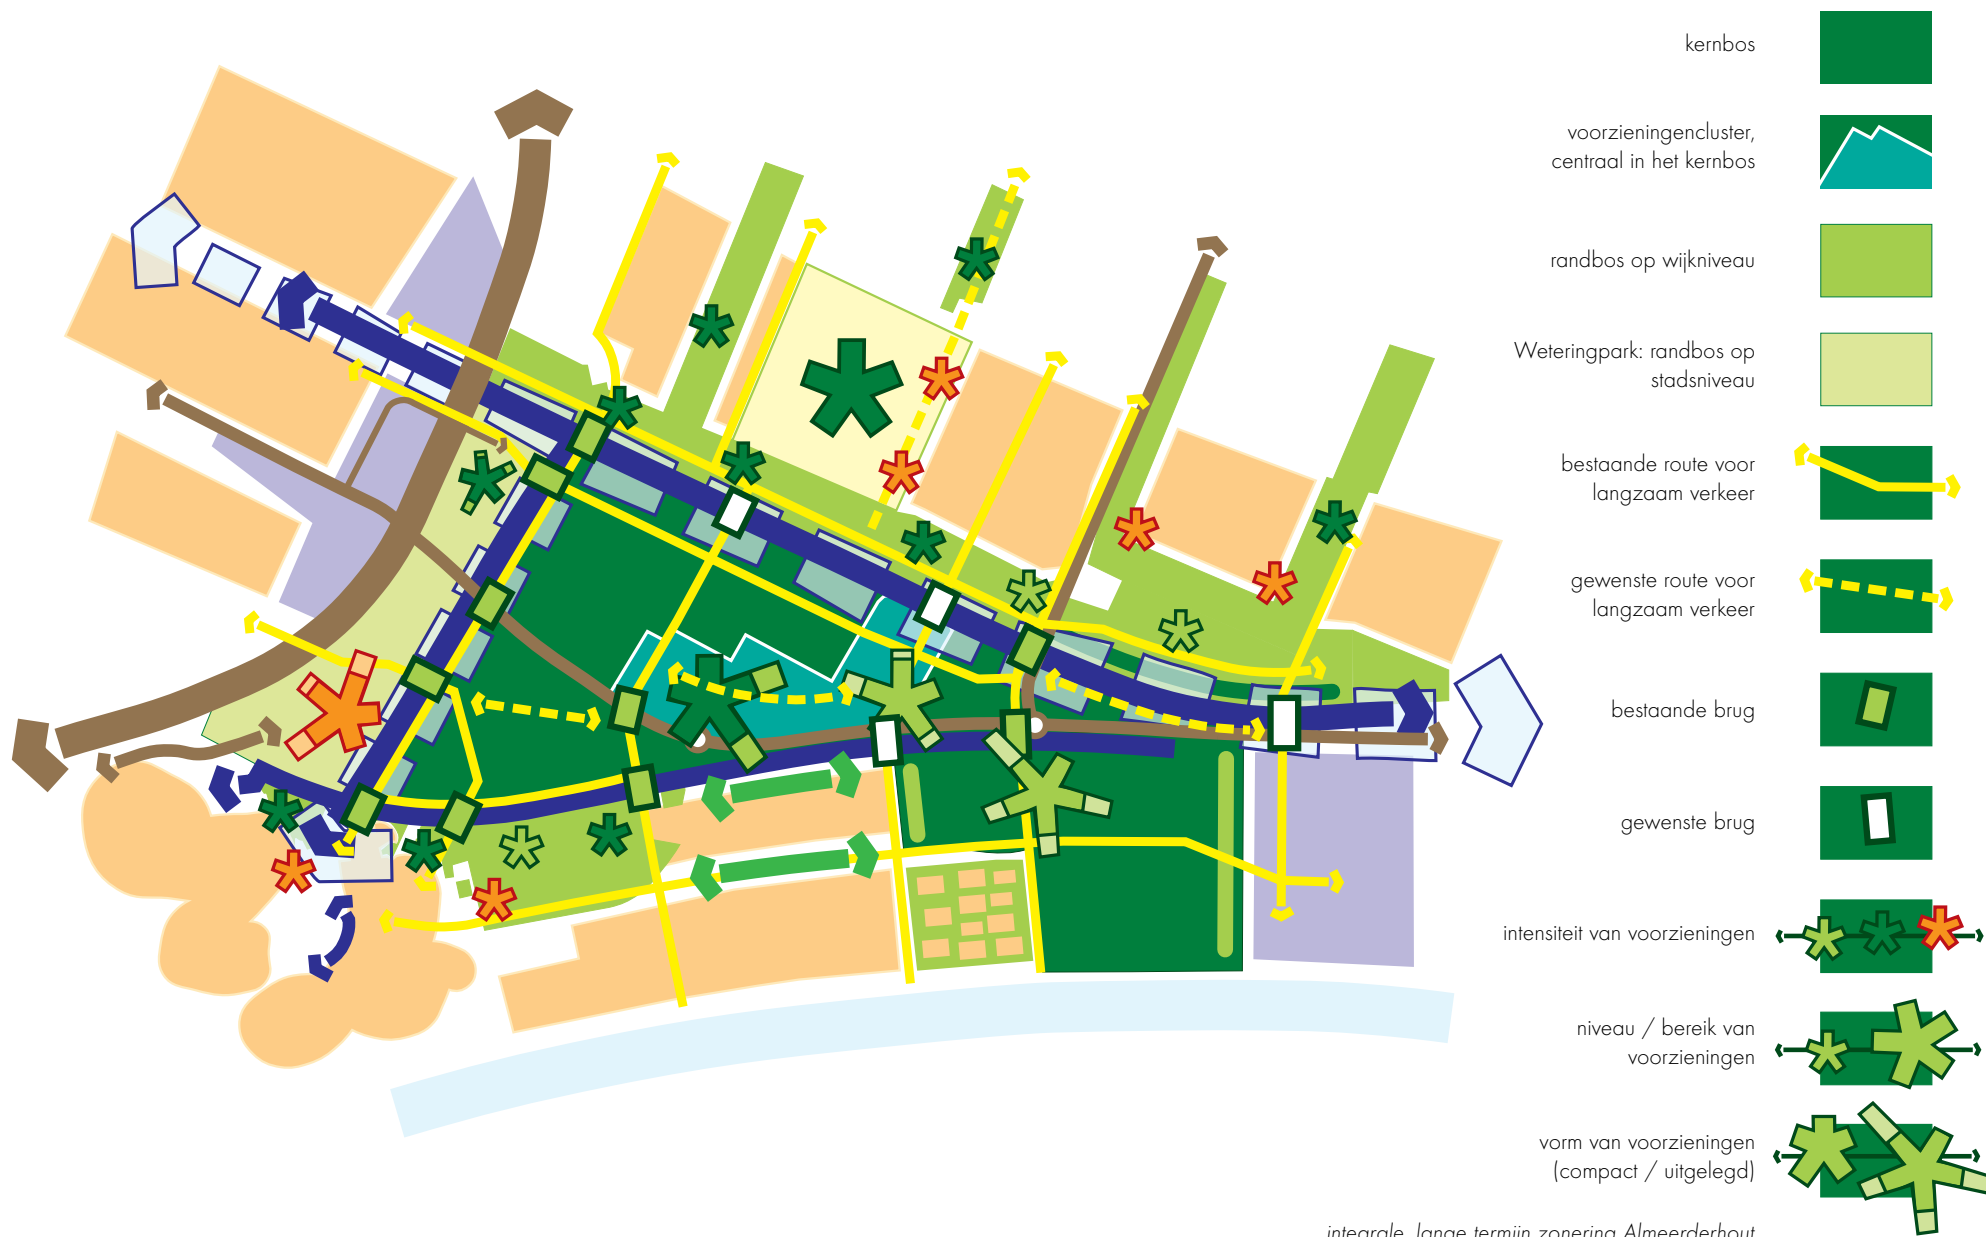 kernbos
voorzieningencluster,
centraal in het kernbos
randbos op wijkniveau
Weteringpark: randbos op
stadsniveau
bestaande route voor
langzaam verkeer
gewenste route voor
langzaam verkeer
bestaande brug
gewenste brug
intensiteit van voorzieningen
niveau / bereik van
voorzieningen
vorm van voorzieningen
(compact / uitgelegd)
integrale, lange termijn zonering Almeerderhout